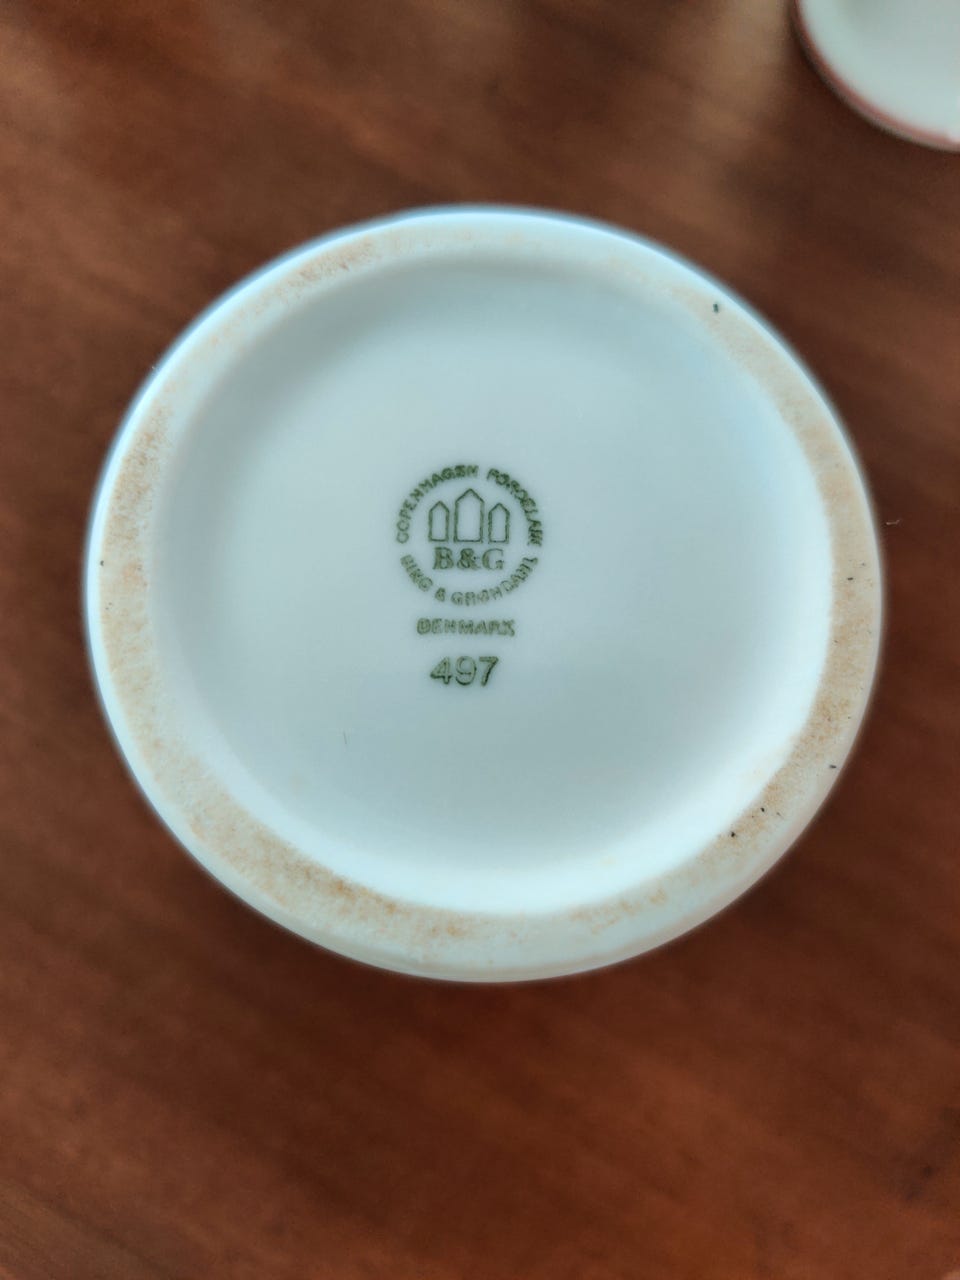 COPENHAGEN PORCELAIN
B&G
BING & GRØNDAHL
DENMARK
497